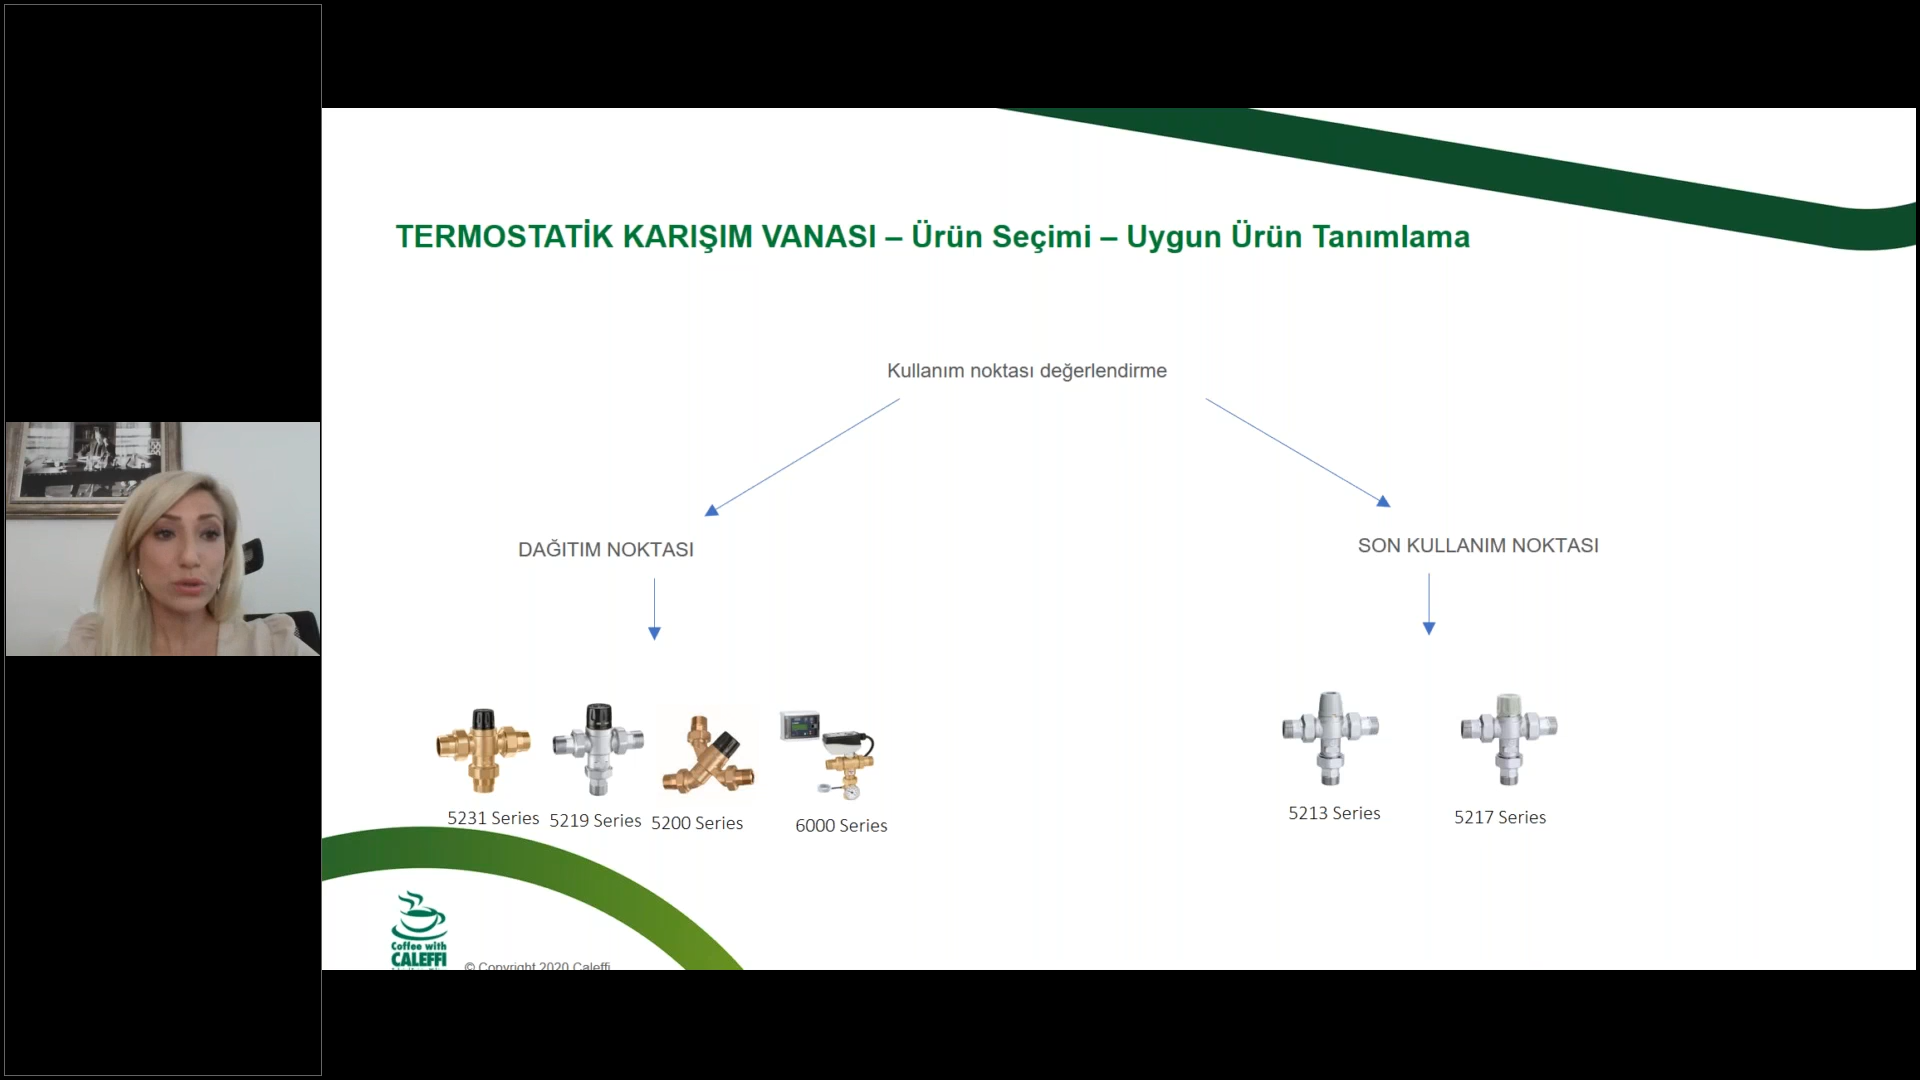 TERMOSTATİK KARIŞIM VANASI – Ürün Seçimi – Uygun Ürün Tanımlama
Kullanım noktası değerlendirme
DAĞITIM NOKTASI
SON KULLANIM NOKTASI
5231 Series
5219 Series
5200 Series
6000 Series
5213 Series
5217 Series
Coffee with
CALEFFI
© Copyright 2020 Caleffi